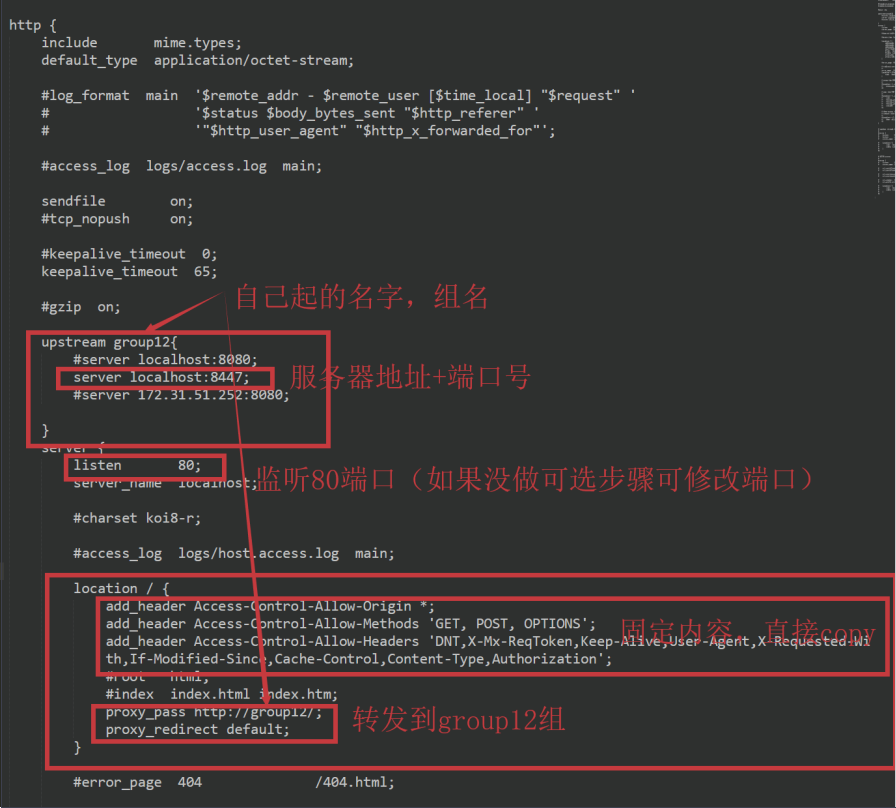 http {
    include       mime.types;
    default_type  application/octet-stream;
    #log_format  main  '$remote_addr - $remote_user [$time_local] "$request" '
    #                  '$status $body_bytes_sent "$http_referer" '
    #                  '"$http_user_agent" "$http_x_forwarded_for"';
    #access_log  logs/access.log  main;
    sendfile        on;
    #tcp_nopush     on;
    #keepalive_timeout  0;
    keepalive_timeout  65;
自己起的名字，组名
    #gzip  on;
    upstream group12{
        #server localhost:8080;
        server localhost:8447;
服务器地址+端口号
        #server 172.31.51.252:8080;
    }
    server {
        listen       80;
监听80端口（如果没做可选步骤可修改端口）
        server_name  localhost;
        #charset koi8-r;
        #access_log  logs/host.access.log  main;
        location / {
            add_header Access-Control-Allow-Origin *;
            add_header Access-Control-Allow-Methods 'GET, POST, OPTIONS';
固定内容，直接copy
            add_header Access-Control-Allow-Headers 'DNT,X-Mx-ReqToken,Keep-Alive,User-Agent,X-Requested-Wi
th,If-Modified-Since,Cache-Control,Content-Type,Authorization';
            #root   html;
            #index  index.html index.htm;
            proxy_pass http://group12/;
转发到group12组
            proxy_redirect default;
        }
        #error_page  404              /404.html;